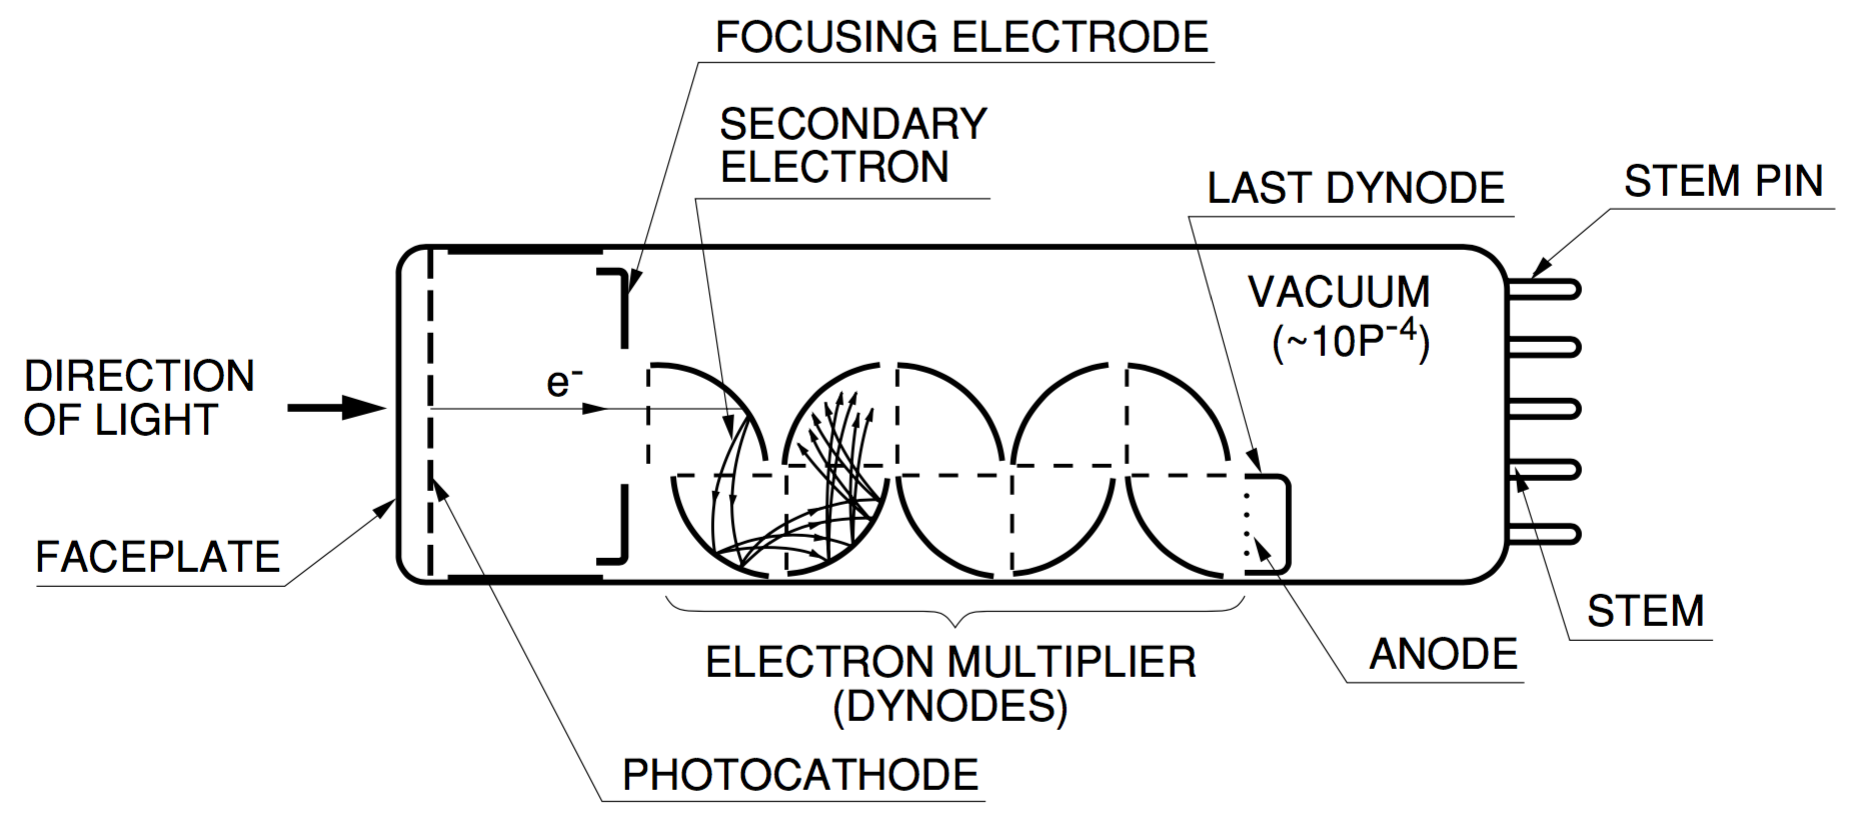 FOCUSING ELECTRODE
SECONDARY
ELECTRON
LAST DYNODE
STEM PIN
VACUUM
(~10P-4)
DIRECTION
OF LIGHT
e-
FACEPLATE
STEM
ANODE
ELECTRON MULTIPLIER
(DYNODES)
PHOTOCATHODE